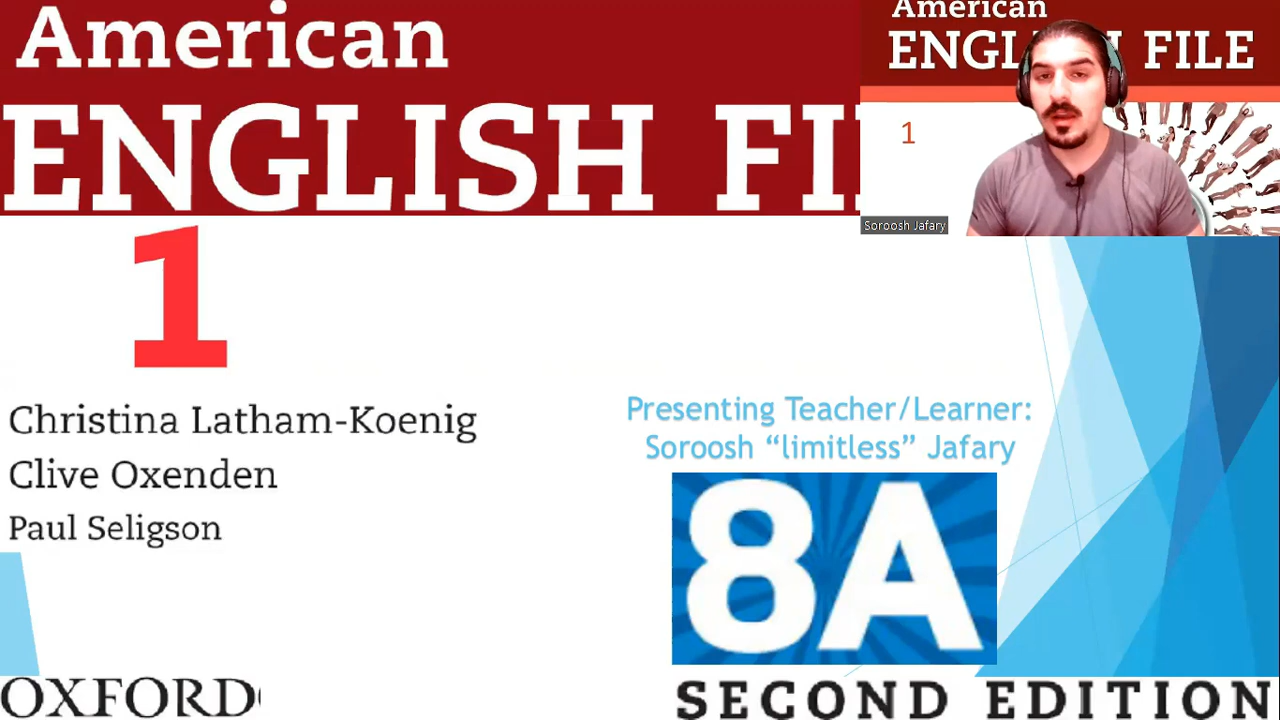 American
ENGLISH FI
1
Christina Latham-Koenig
Clive Oxenden
Paul Seligson
OXFORD
American
ENGL H FILE
1
Soroosh Jafary
Presenting Teacher/Learner:
Soroosh “limitless” Jafary
8A
SECOND EDITION